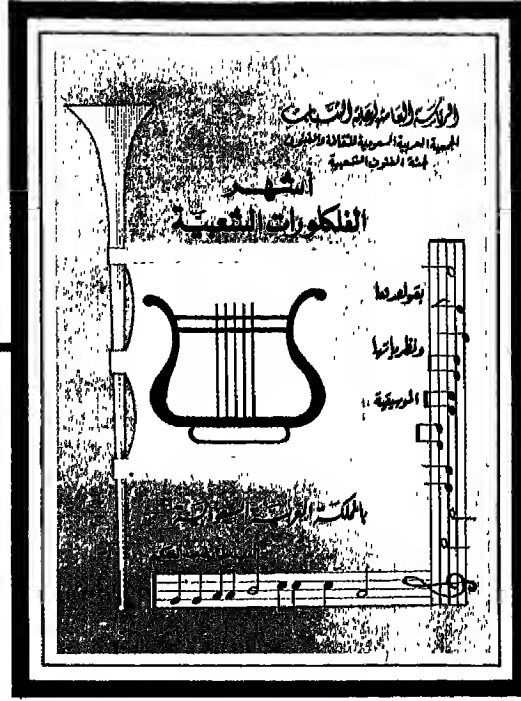 الرئاسة العامة لرعاية الشباب
الجمعية العربية السعودية للثقافة والفنون
لجنة الفنون الشعبية
أشهر
الفلكلورات الشعبية
بقواعدها
ونظرياتها
الموسيقية
بالمملكة العربية السعودية